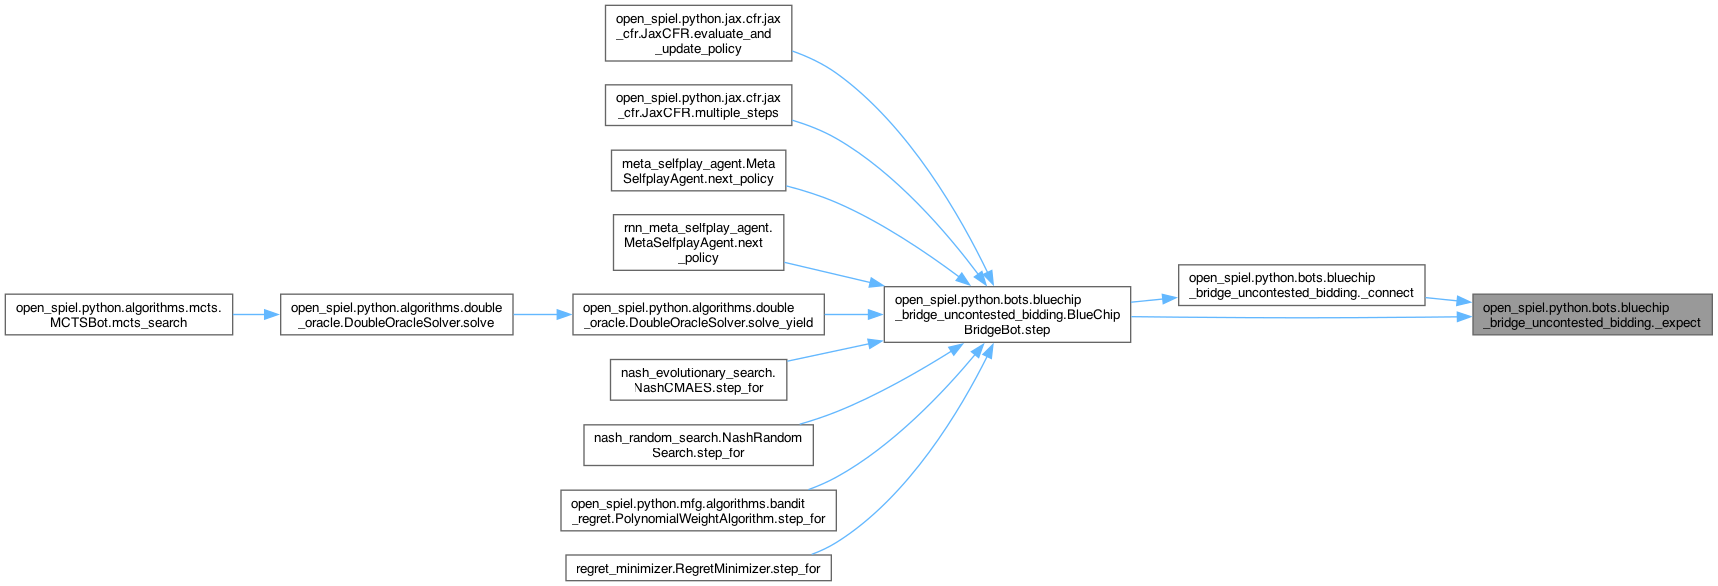 open_spiel.python.jax.cfr.jax
_cfr.JaxCFR.evaluate_and
_update_policy
open_spiel.python.jax.cfr.jax
_cfr.JaxCFR.multiple_steps
meta_selfplay_agent.Meta
SelfplayAgent.next_policy
rnn_meta_selfplay_agent.
MetaSelfplayAgent.next
_policy
open_spiel.python.algorithms.mcts.
MCTSBot.mcts_search
open_spiel.python.algorithms.double
_oracle.DoubleOracleSolver.solve
open_spiel.python.algorithms.double
_oracle.DoubleOracleSolver.solve_yield
nash_evolutionary_search.
NashCMAES.step_for
nash_random_search.NashRandom
Search.step_for
open_spiel.python.mfg.algorithms.bandit
_regret.PolynomialWeightAlgorithm.step_for
regret_minimizer.RegretMinimizer.step_for
open_spiel.python.bots.bluechip
_bridge_uncontested_bidding.BlueChip
BridgeBot.step
open_spiel.python.bots.bluechip
_bridge_uncontested_bidding._connect
open_spiel.python.bots.bluechip
_bridge_uncontested_bidding._expect